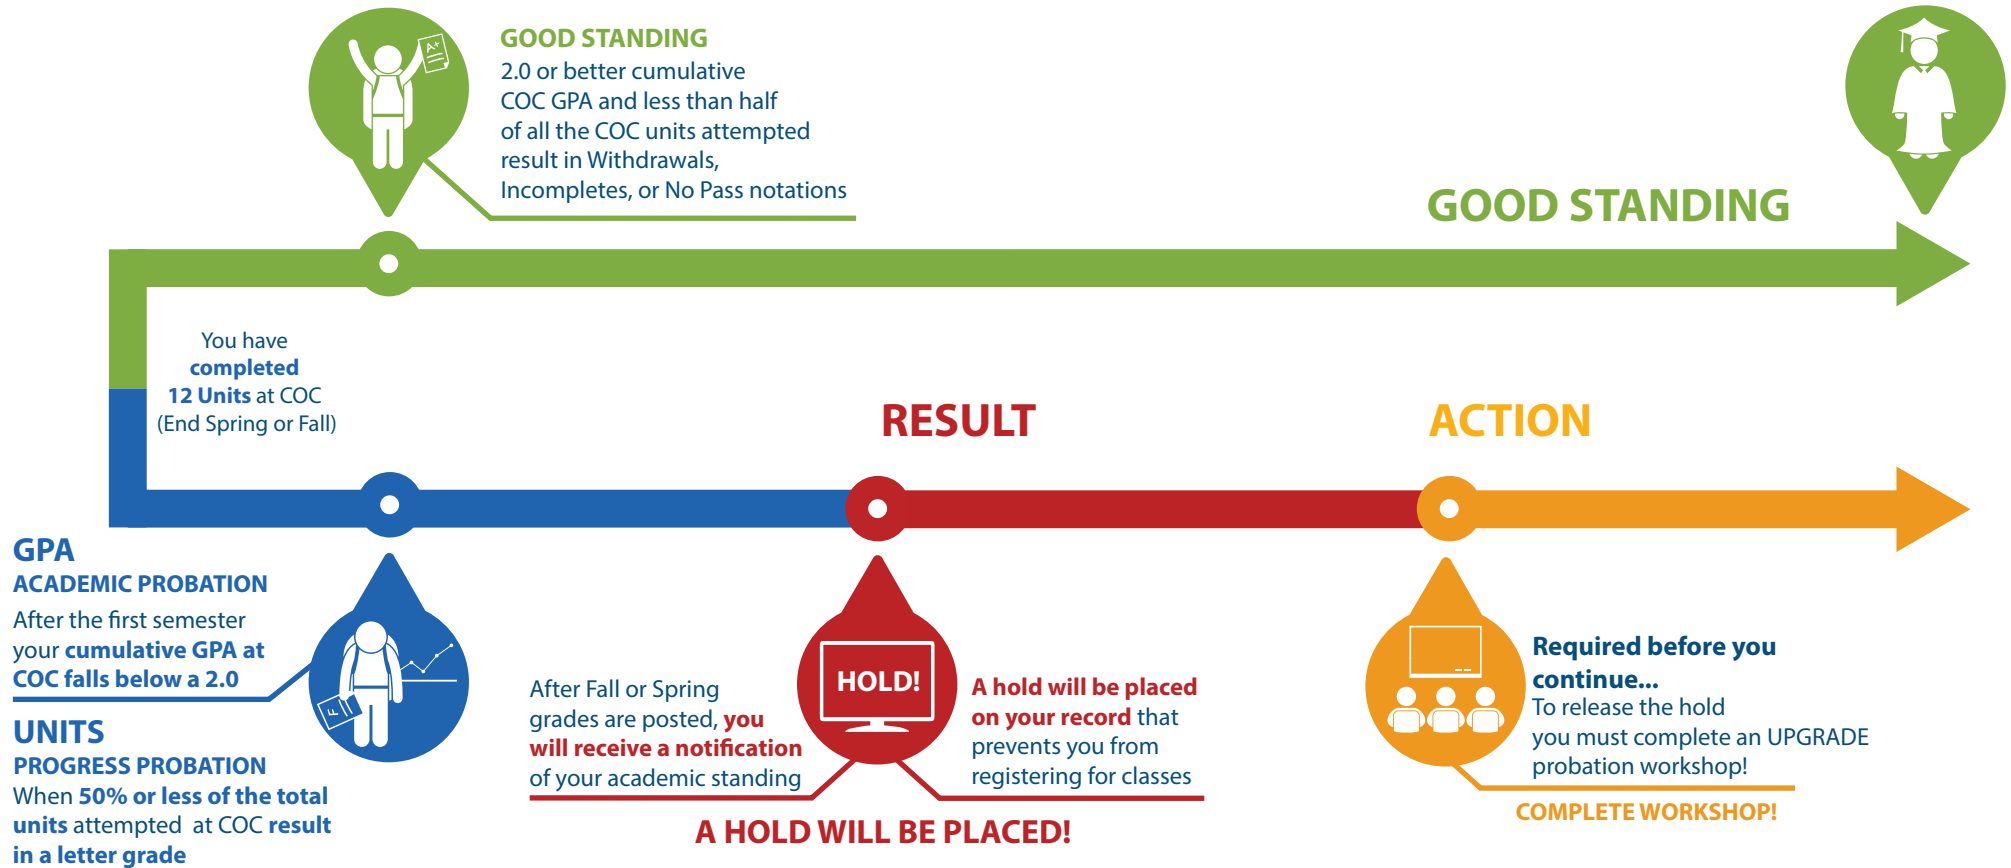 GOOD STANDING
2.0 or better cumulative
COC GPA and less than half
of all the COC units attempted
result in Withdrawals,
Incompletes, or No Pass notations
A+
GOOD STANDING
You have
completed
12 Units at COC
(End Spring or Fall)
RESULT
ACTION
GPA
ACADEMIC PROBATION
After the first semester
your cumulative GPA at
COC falls below a 2.0
UNITS
PROGRESS PROBATION
When 50% or less of the total
units attempted at COC result
in a letter grade
F
After Fall or Spring
grades are posted, you
will receive a notification
of your academic standing
HOLD!
A hold will be placed
on your record that
prevents you from
registering for classes
A HOLD WILL BE PLACED!
Required before you
continue...
To release the hold
you must complete an UPGRADE
probation workshop!
COMPLETE WORKSHOP!